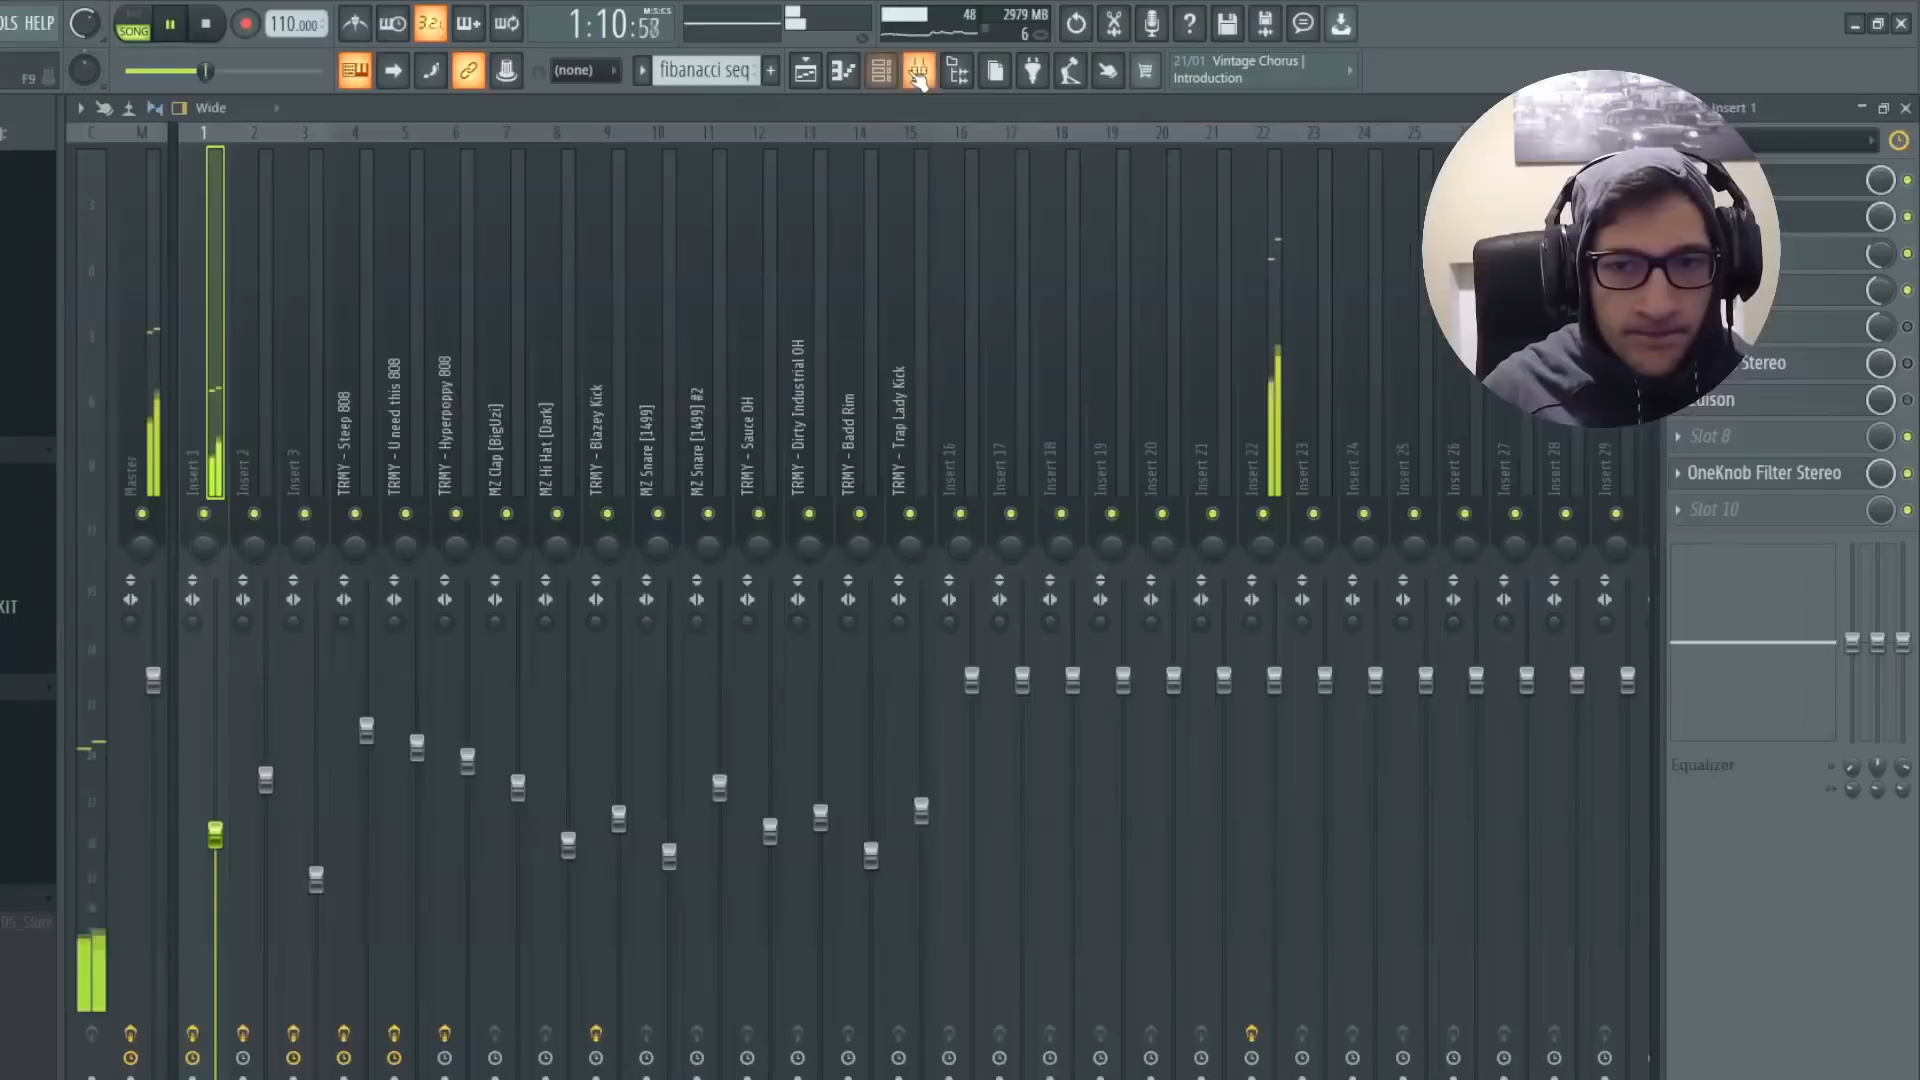 OLS HELP
SONG
110.000
3.2.
1:10:58
M:S:CS
48
2979 MB
6
F9
(none)
fibanacci seq
21/01 Vintage Chorus |
Introduction
Wide
Insert 1
C M 1 2 3 4 5 6 7 8 9 10 11 12 13 14 15 16 17 18 19 20 21 22 23 24 25
Master
Insert 1
Insert 2
Insert 3
TRMY - Steep 808
TRMY - U need this 808
TRMY - Hyperpoppy 808
MZ Clap [BigUzi]
MZ Hi Hat [Dark]
TRMY - Blazey Kick
MZ Snare [1499]
MZ Snare [1499] #2
TRMY - Sauce OH
TRMY - Dirty Industrial OH
TRMY - Badd Rim
TRMY - Trap Lady Kick
Insert 16
Insert 17
Insert 18
Insert 19
Insert 20
Insert 21
Insert 22
Insert 23
Insert 24
Insert 25
Insert 26
Insert 27
Insert 28
Insert 29
Stereo
Edison
Slot 8
OneKnob Filter Stereo
Slot 10
Equalizer
KIT